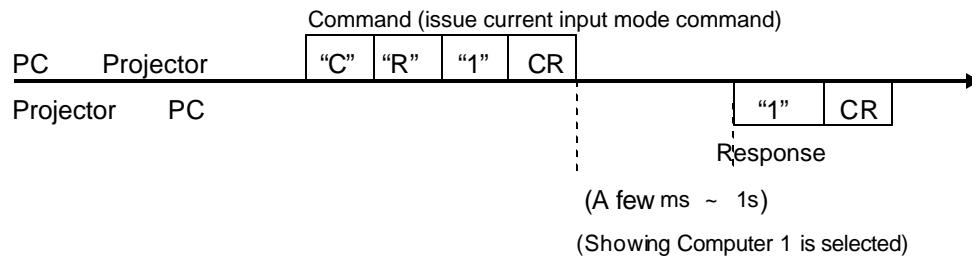 Command (issue current input mode command)
PC Projector “C” “R” “1” CR
Projector PC “1” CR
Response
(A few ms ~ 1s)
(Showing Computer 1 is selected)